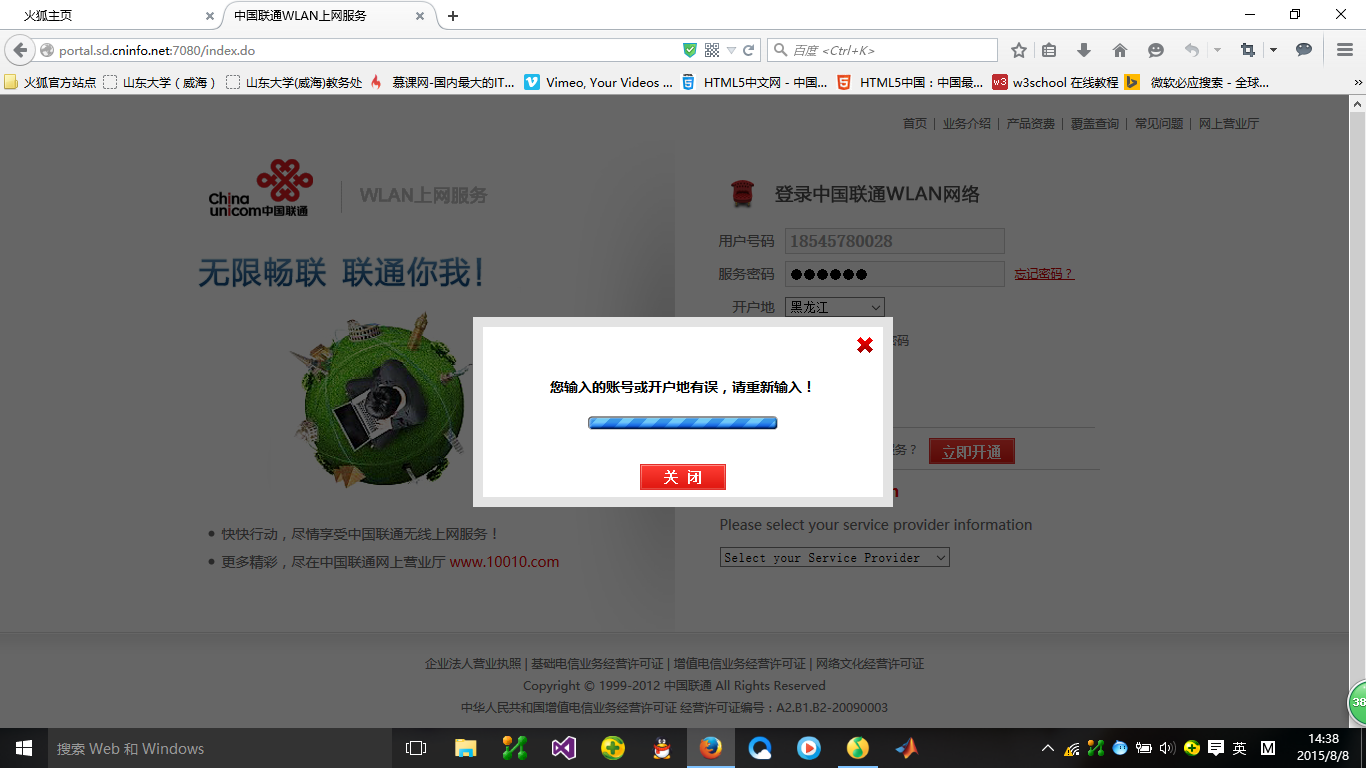 火狐主页
中国联通WLAN上网服务
portal.sd.cninfo.net:7080/index.do
百度 <Ctrl+K>
火狐官方站点
山东大学（威海）
山东大学(威海)教务处
慕课网-国内最大的IT...
Vimeo, Your Videos ...
HTML5中文网 - 中国...
HTML5中国：中国最...
w3school 在线教程
微软必应搜索 - 全球...
首页 | 业务介绍 | 产品资费 | 覆盖查询 | 常见问题 | 网上营业厅
China
unicom中国联通
WLAN上网服务
登录中国联通WLAN网络
用户号码 18545780028
无限畅联 联通你我！
服务密码 ●●●●●● 忘记密码？
开户地 黑龙江
密码
您输入的账号或开户地有误，请重新输入！
关 闭
务？ 立即开通
Please select your service provider information
Select your Service Provider
快快行动，尽情享受中国联通无线上网服务！
更多精彩，尽在中国联通网上营业厅 www.10010.com
企业法人营业执照 | 基础电信业务经营许可证 | 增值电信业务经营许可证 | 网络文化经营许可证
Copyright © 1999-2012 中国联通 All Rights Reserved
中华人民共和国增值电信业务经营许可证 经营许可证编号：A2.B1.B2-20090003
38
搜索 Web 和 Windows
英
M
14:38
2015/8/8